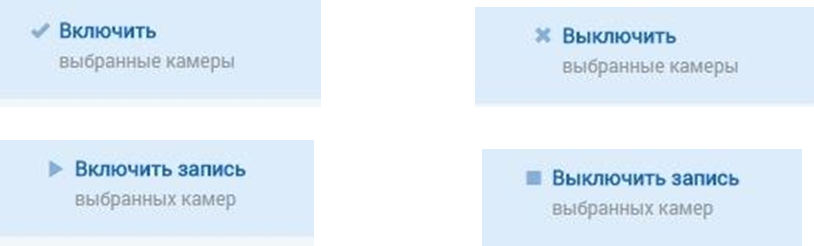 Включить
выбранные камеры
Выключить
выбранные камеры
Включить запись
выбранных камер
Выключить запись
выбранных камер